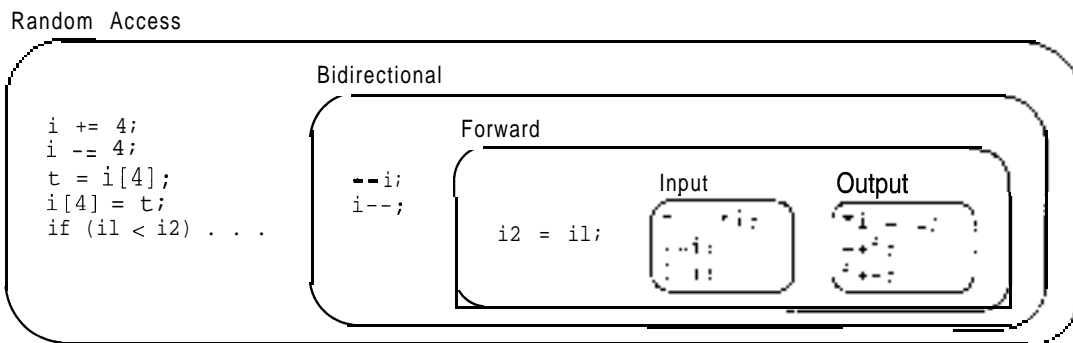 Random Access
Bidirectional
i += 4;
i -= 4;
t = i[4];
i[4] = t;
if (i1 < i2) . . .
--i;
i--;
Forward
i2 = i1;
Input
Output